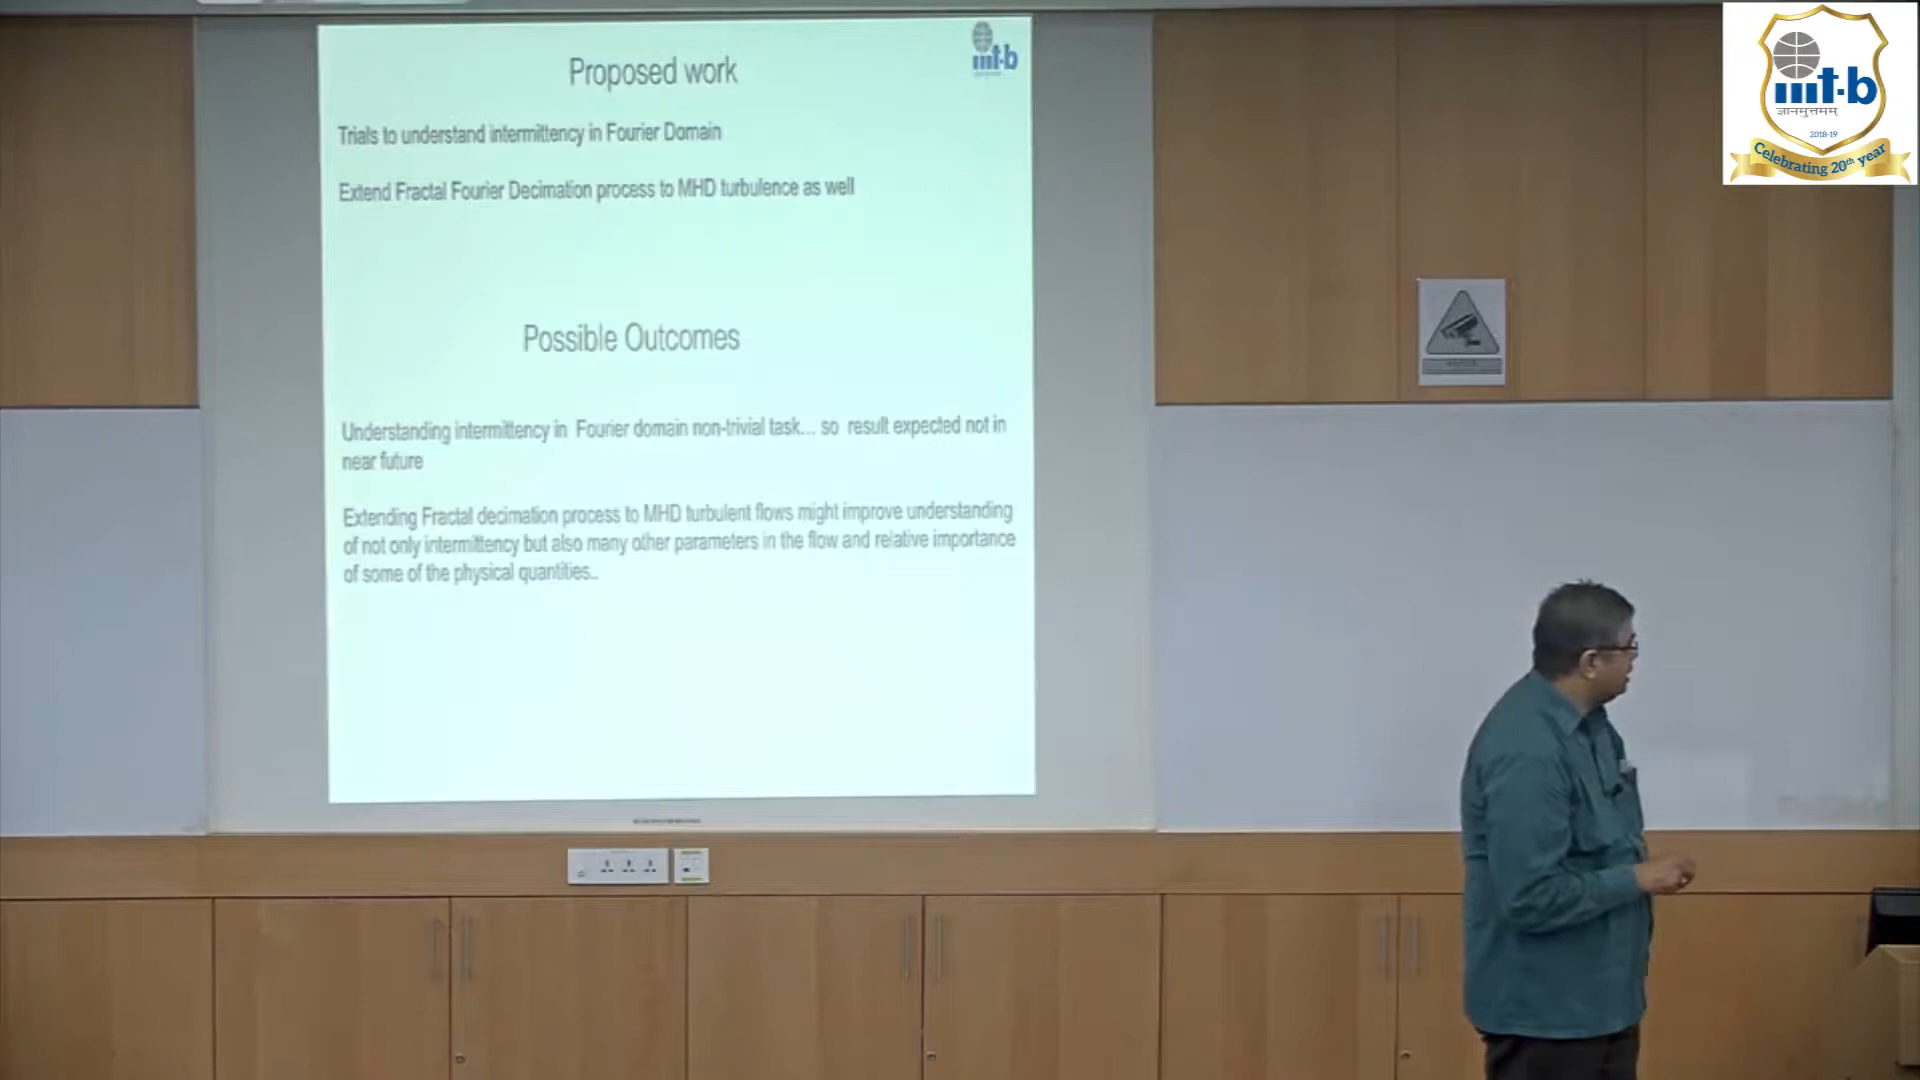 Proposed work
iiit-b
Trials to understand intermittency in Fourier Domain
Extend Fractal Fourier Decimation process to MHD turbulence as well
Possible Outcomes
Understanding intermittency in Fourier domain non-trivial task... so result expected not in
near future
Extending Fractal decimation process to MHD turbulent flows might improve understanding
of not only intermittency but also many other parameters in the flow and relative importance
of some of the physical quantities..
iiit-b
ज्ञानमुत्तमम्
2018-19
Celebrating 20th year